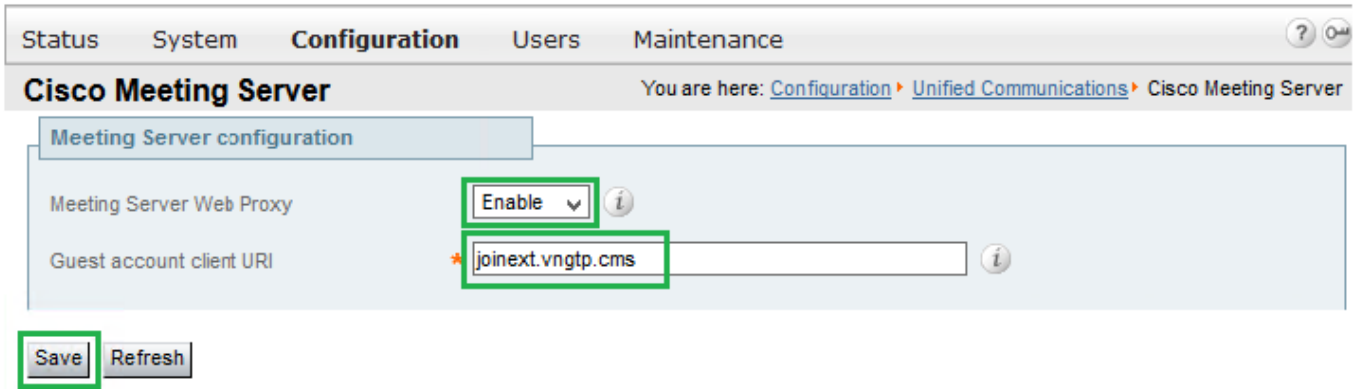 Status System Configuration Users Maintenance ?
Cisco Meeting Server You are here: Configuration Unified Communications Cisco Meeting Server
Meeting Server configuration
Meeting Server Web Proxy Enable i
Guest account client URI * joinext.vngtp.cms i
Save Refresh